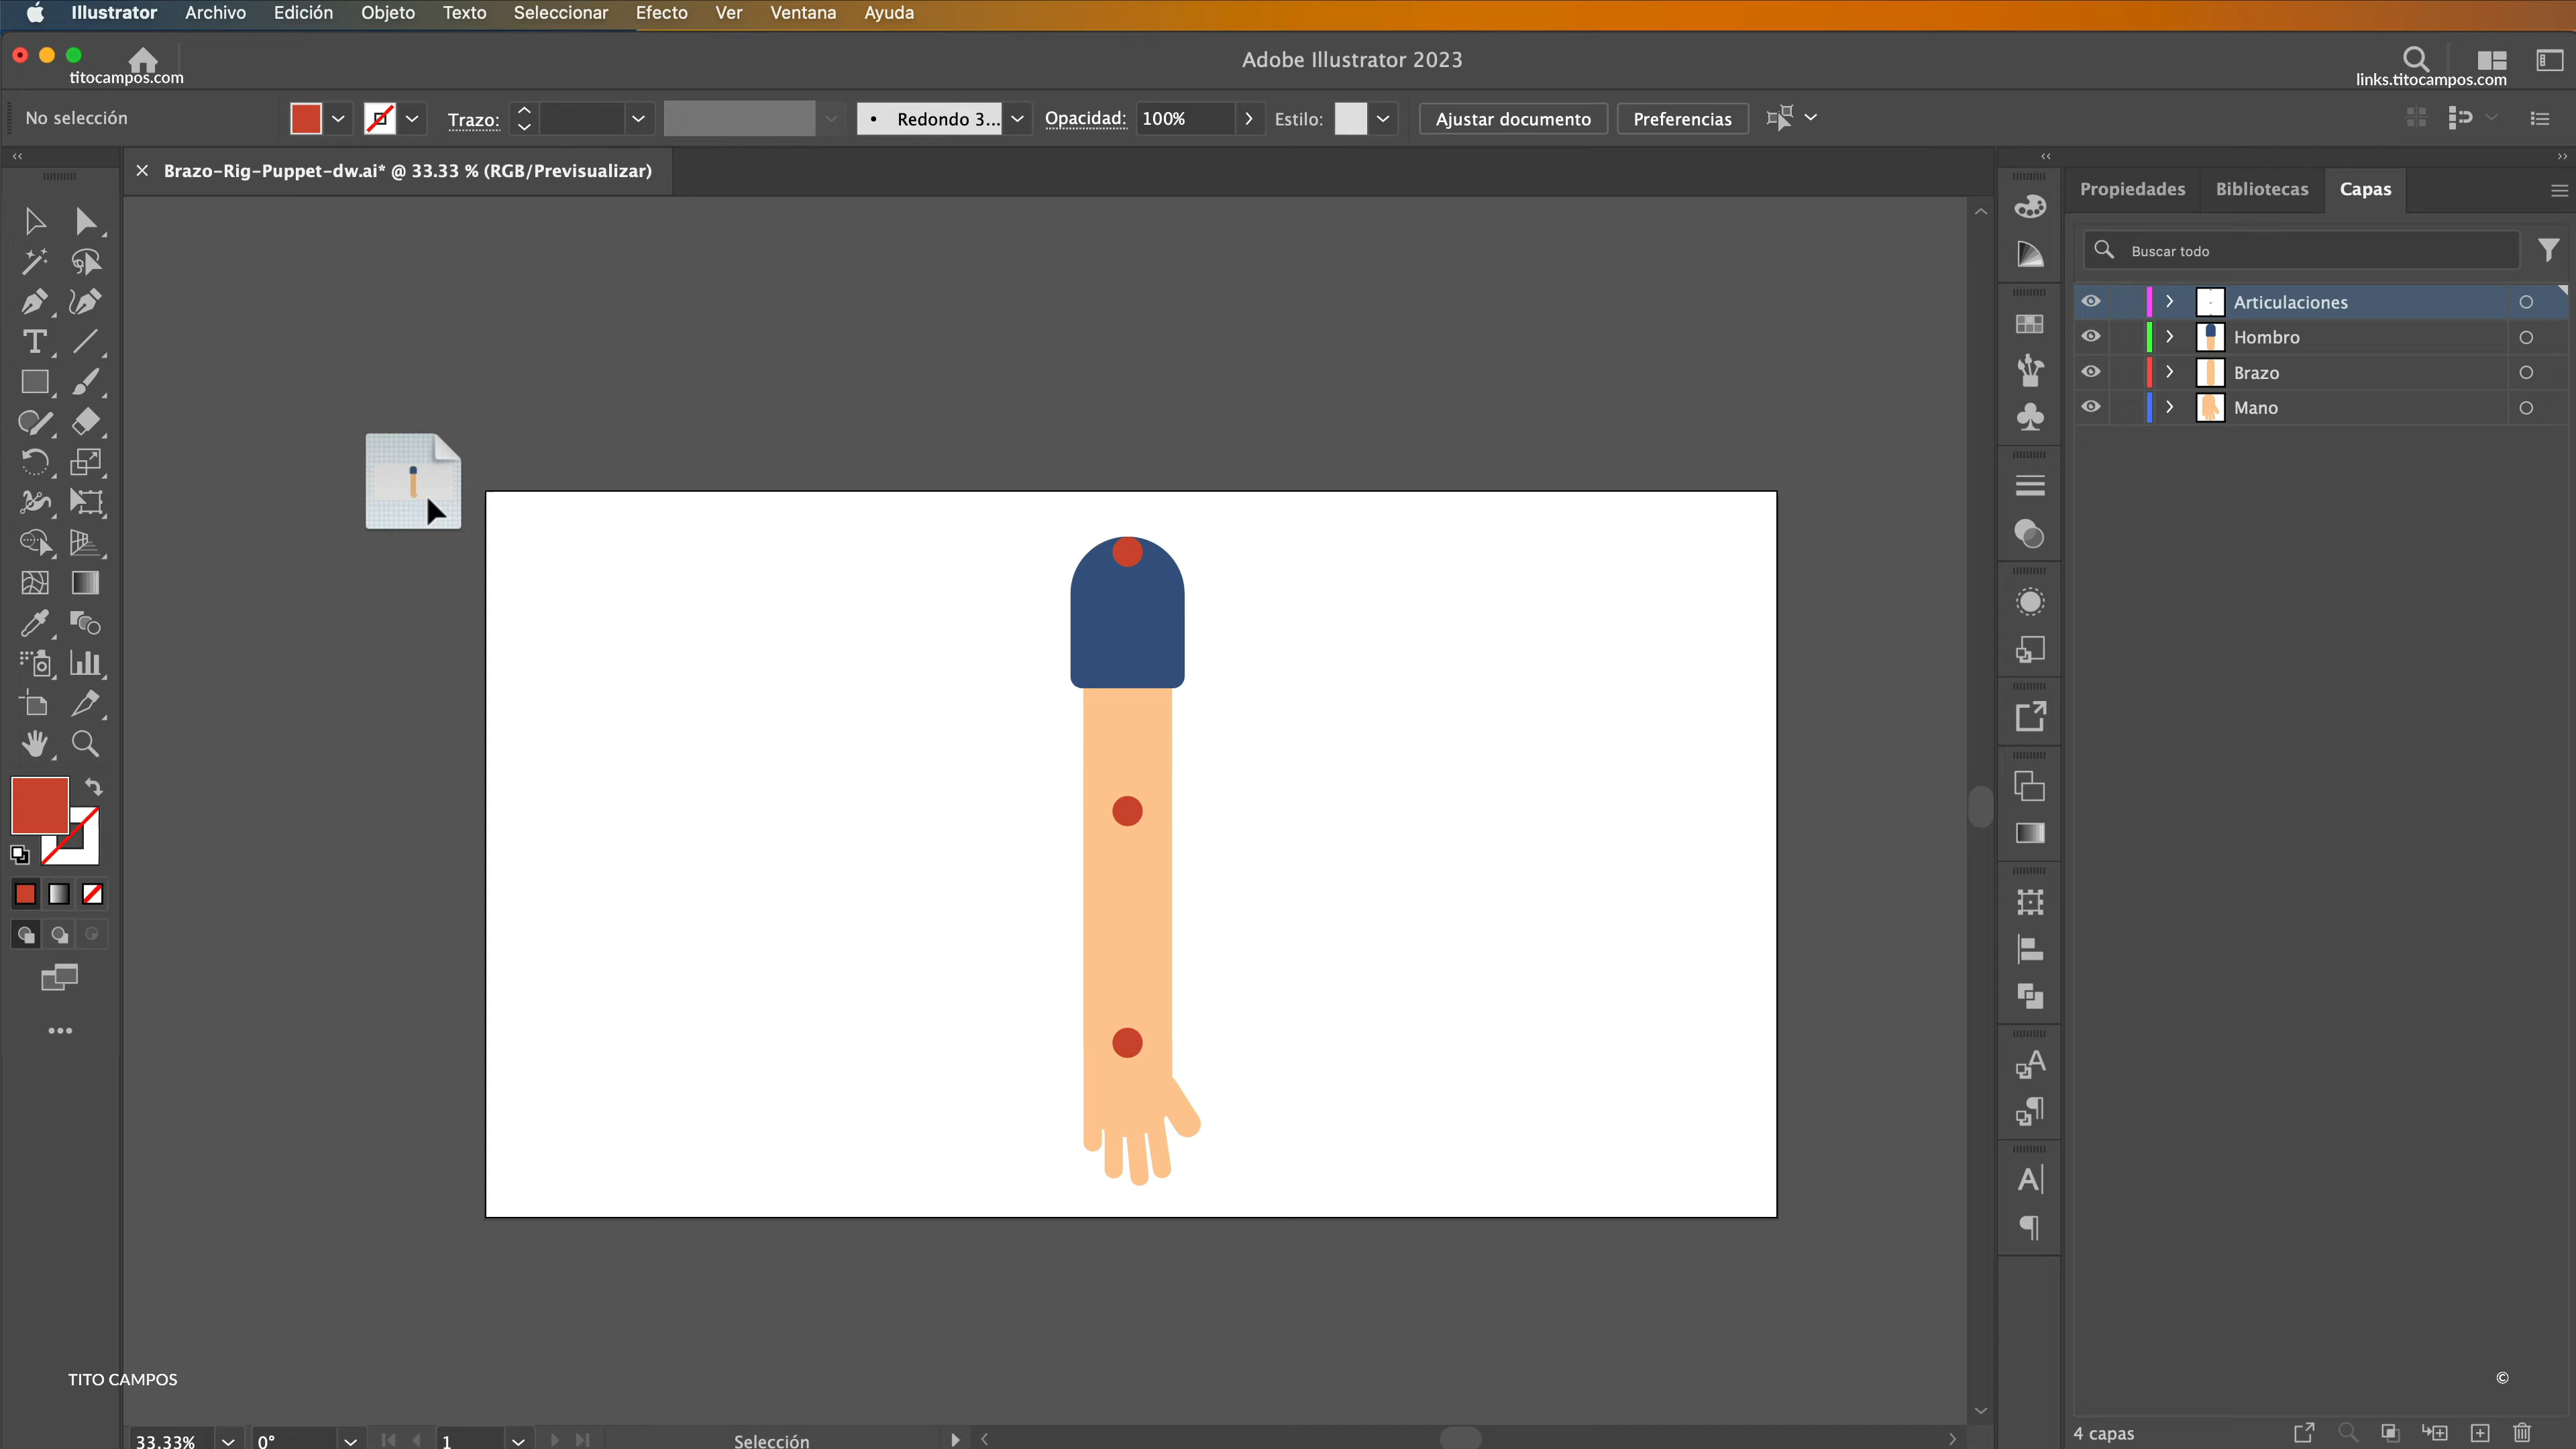 Illustrator Archivo Edición Objeto Texto Seleccionar Efecto Ver Ventana Ayuda
Adobe Illustrator 2023
titocampos.com
links.titocampos.com
No selección
Trazo:
Redondo 3...
Opacidad:
100%
Estilo:
Ajustar documento
Preferencias
Brazo-Rig-Puppet-dw.ai* @ 33.33 % (RGB/Previsualizar)
Propiedades Bibliotecas Capas
Buscar todo
Articulaciones
Hombro
Brazo
Mano
TITO CAMPOS
©
33.33%
0°
1
Selección
4 capas